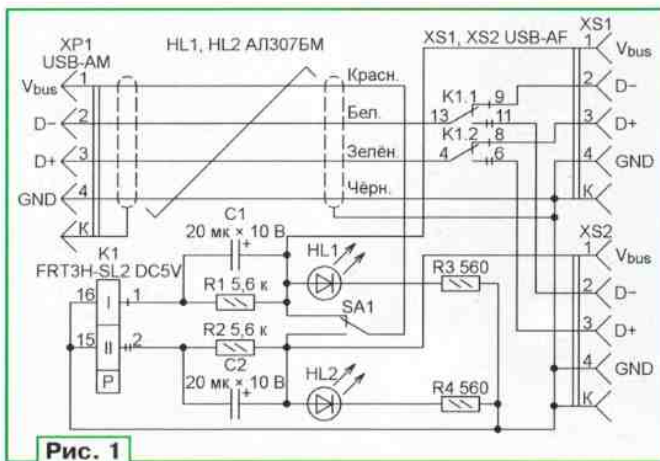 XP1
USB-AM
HL1, HL2 АЛ307БМ
XS1, XS2 USB-AF
XS1
Vbus 1
Красн.
1 Vbus
D− 2
Бел.
13
K1.1
9
11
2 D−
D+ 3
Зелён.
4
K1.2
8
6
3 D+
GND 4
Чёрн.
4 GND
К
К
C1
20 мк × 10 В
+
K1
FRT3H-SL2 DC5V
HL1
R3 560
XS2
1 Vbus
16 I 1
R1 5,6 к
SA1
2 D−
15 II 2
R2 5,6 к
3 D+
P
C2
20 мк × 10 В
+
HL2
R4 560
4 GND
К
Рис. 1